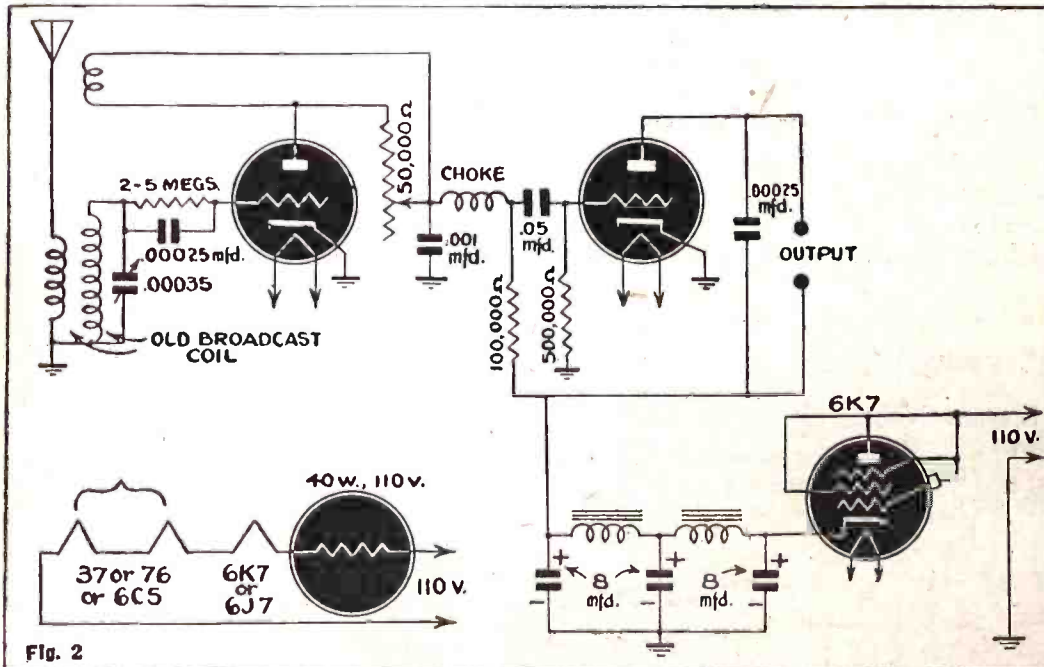 2-5 MEGS.
.00025 mfd.
.00035
OLD BROADCAST
COIL
50,000Ω
CHOKE
.001
mfd.
.05
mfd.
100,000Ω
500,000Ω
.00025
mfd.
OUTPUT
6K7
110 V.
40 W., 110 V.
37 or 76
or 6C5
6K7
or
6J7
110 V.
+
+
+
8
mfd.
8
mfd.
-
-
-
Fig. 2